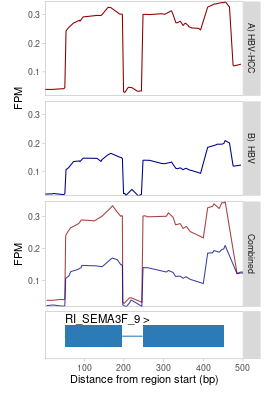 0.3
0.2
0.1
A) HBV-HCC
FPM
0.3
0.2
0.1
B) HBV
0.3
0.2
0.1
FPM
Combined
RI_SEMA3F_9 >
100 200 300 400 500
Distance from region start (bp)